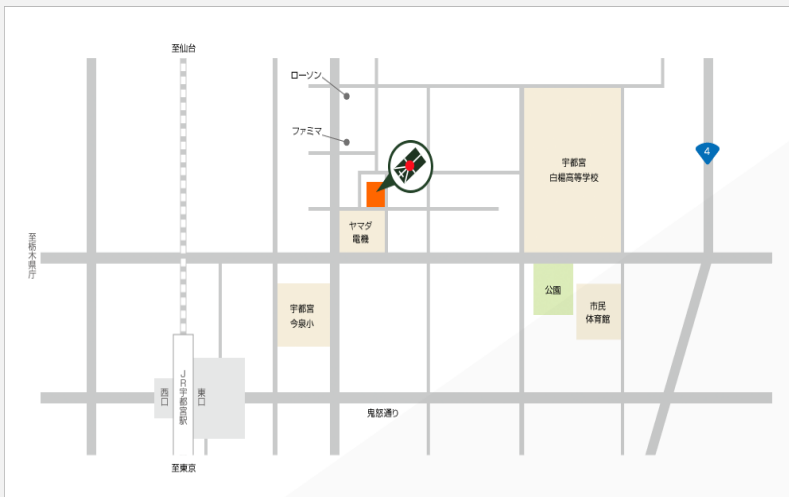 至仙台
ローソン
ファミマ
4
宇都宮
白楊高等学校
ヤマダ
電機
至栃木県庁
公園
宇都宮
今泉小
市民
体育館
西口
JR宇都宮駅
東口
鬼怒通り
至東京